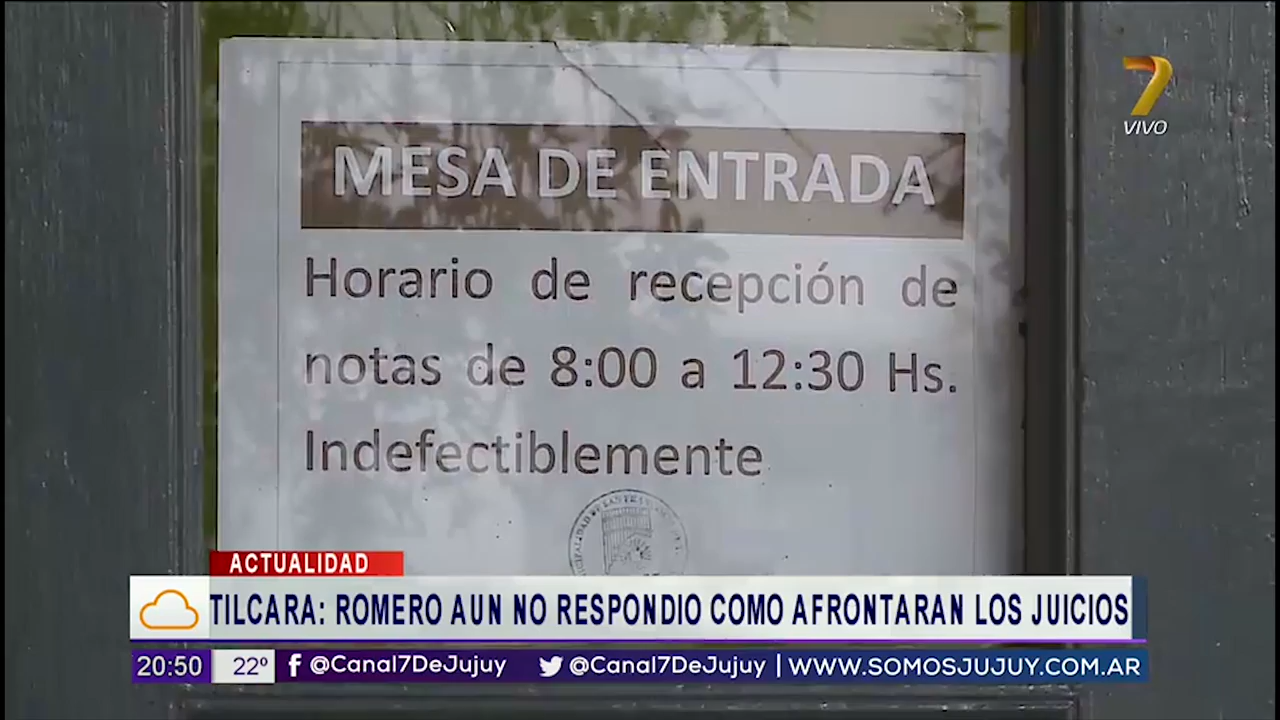 7
VIVO
MESA DE ENTRADA
Horario de recepción de
notas de 8:00 a 12:30 Hs.
Indefectiblemente
ACTUALIDAD
TILCARA: ROMERO AUN NO RESPONDIO COMO AFRONTARAN LOS JUICIOS
20:50 22º @Canal7DeJujuy @Canal7DeJujuy | WWW.SOMOSJUJUY.COM.AR